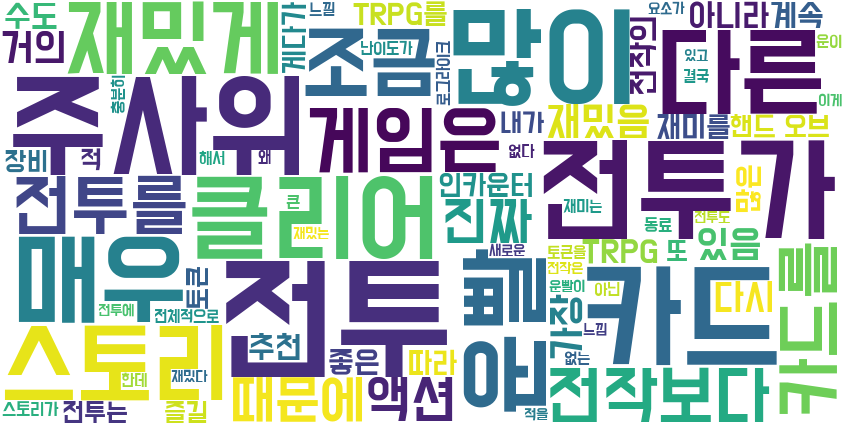 수도
재밌게
게다가
느낌
TRPG를
요소가
아니라
계속
거의
조금
난이도가
로그라이크
많이
전작의
있고
결국
다른
운이
이게
충분히
주사위
게임은
내가
재밌음
재미를
핸드 오브
장비
적
해서
왜
없다
전투를
클리어
인카운터
진짜
전투가
큰
재미는
동료
전투도
매우
재밌는
새로운
토큰을
TRPG
또
있음
카드를
토큰
전투
전작은
전투에
전체적으로
운빨이
아닌
가장
카드
다시
스토리
추천
좋은
따라
느낌
없는
한데
재밌다
스토리가
전투는
즐길
때문에
액션
적을
전작보다